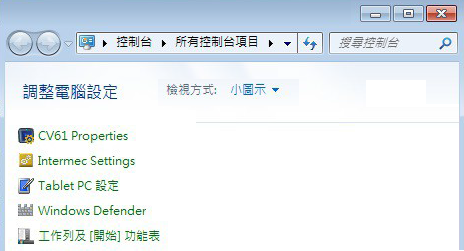 控制台 ▸ 所有控制台項目 ▸
搜尋控制台
調整電腦設定
檢視方式: 小圖示
CV61 Properties
Intermec Settings
Tablet PC 設定
Windows Defender
工作列及 [開始] 功能表